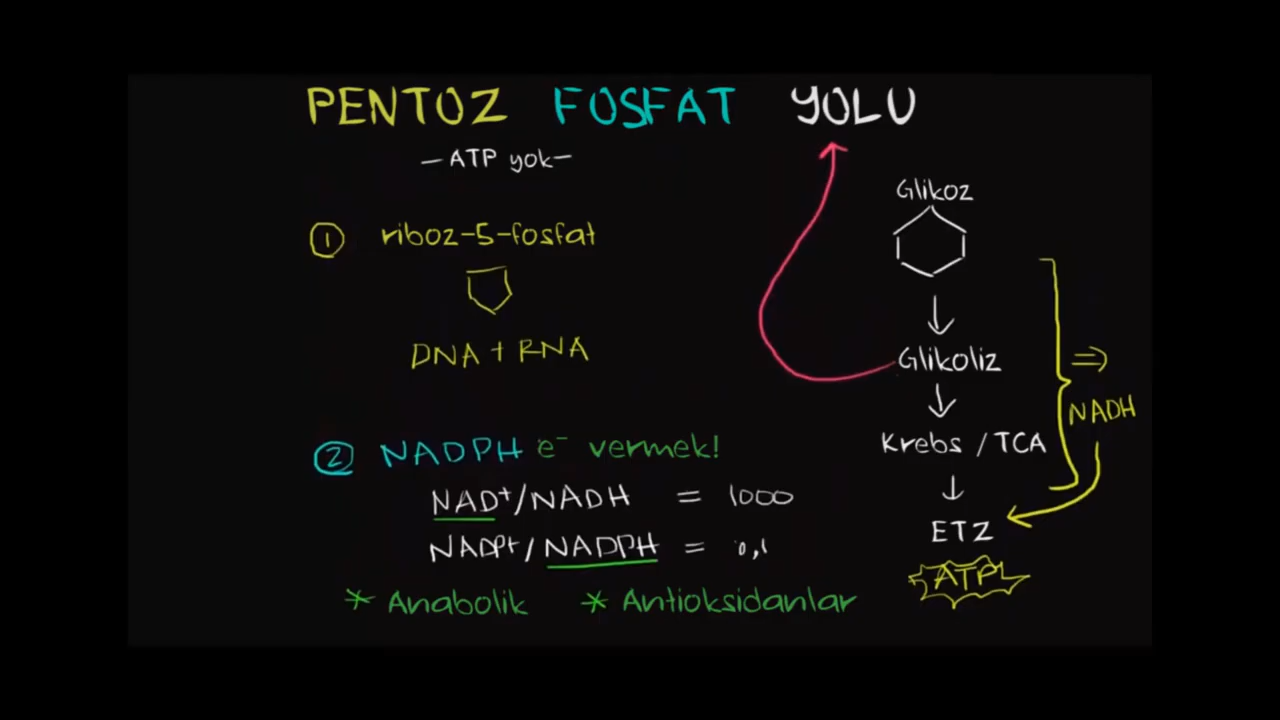 PENTOZ FOSFAT YOLU
– ATP yok –
① riboz-5-fosfat
DNA + RNA
② NADPH e⁻ vermek!
NAD⁺/NADH = 1000
NADP⁺/NADPH = 0,1
* Anabolik * Antioksidanlar
Glikoz
Glikoliz
Krebs / TCA
ETZ
ATP
⇒
NADH